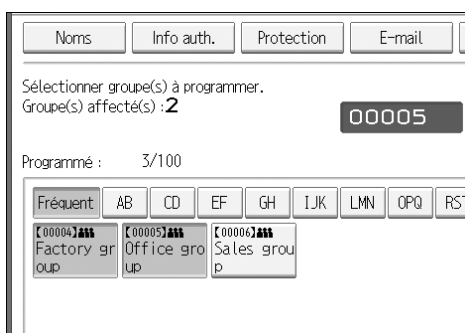 Noms Info auth. Protection E-mail
Sélectionner groupe(s) à programmer.
Groupe(s) affecté(s) :2
00005
Programmé : 3/100
Fréquent AB CD EF GH IJK LMN OPQ RST
【00004】 【00005】 【00006】
Factory gr Office gro Sales grou
oup up p